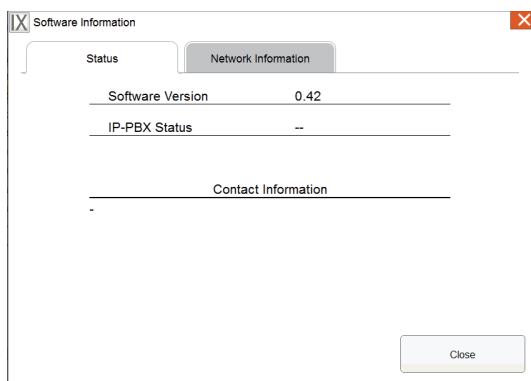 IX Software Information
Status Network Information
Software Version 0.42
IP-PBX Status --
Contact Information
-
Close